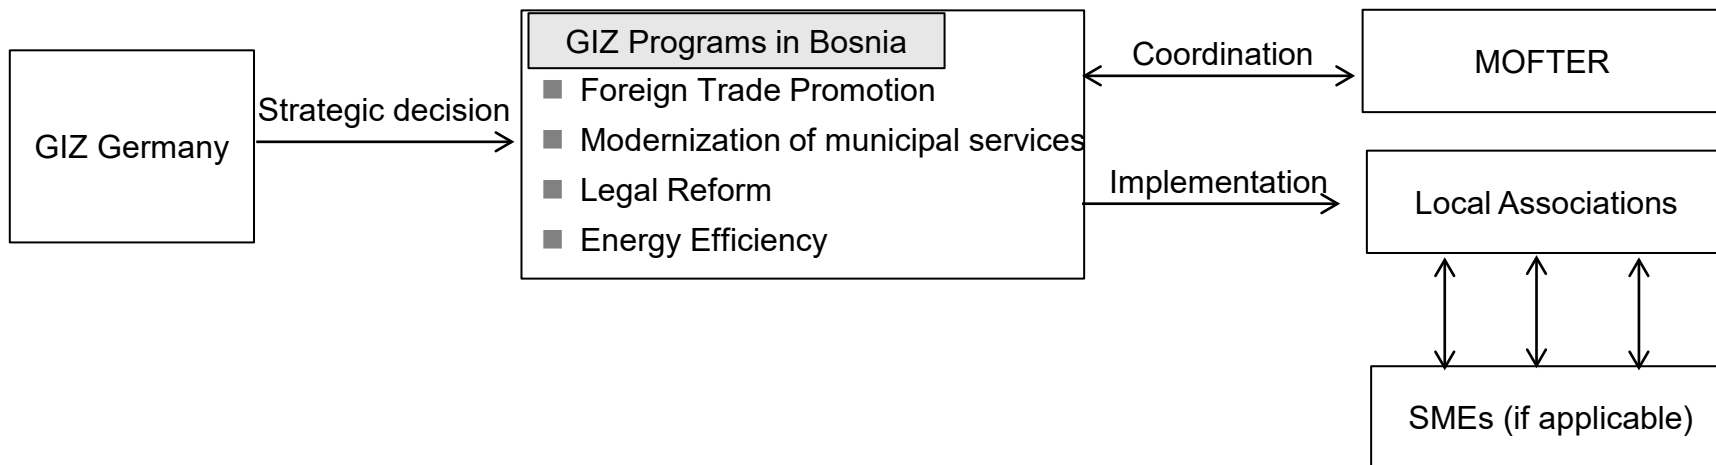 GIZ Germany
Strategic decision
GIZ Programs in Bosnia
Foreign Trade Promotion
Modernization of municipal services
Legal Reform
Energy Efficiency
Coordination
MOFTER
Implementation
Local Associations
SMEs (if applicable)